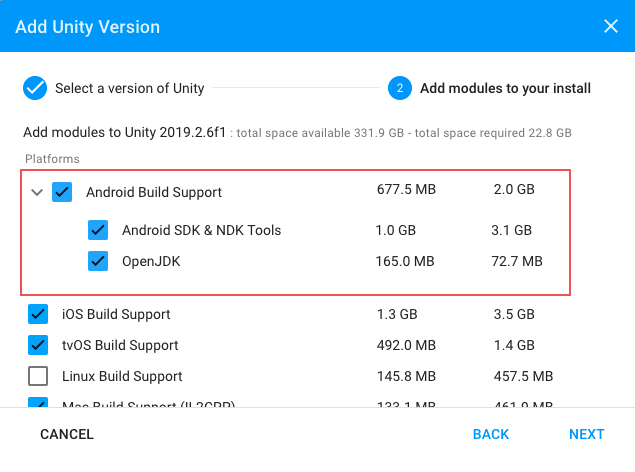 Add Unity Version
Select a version of Unity 2 Add modules to your install
Add modules to Unity 2019.2.6f1 : total space available 331.9 GB - total space required 22.8 GB
Platforms
Android Build Support 677.5 MB 2.0 GB
Android SDK & NDK Tools 1.0 GB 3.1 GB
OpenJDK 165.0 MB 72.7 MB
iOS Build Support 1.3 GB 3.5 GB
tvOS Build Support 492.0 MB 1.4 GB
Linux Build Support 145.8 MB 457.5 MB
Mac Build Support (IL2CPP) 133.1 MB 461.9 MB
CANCEL BACK NEXT